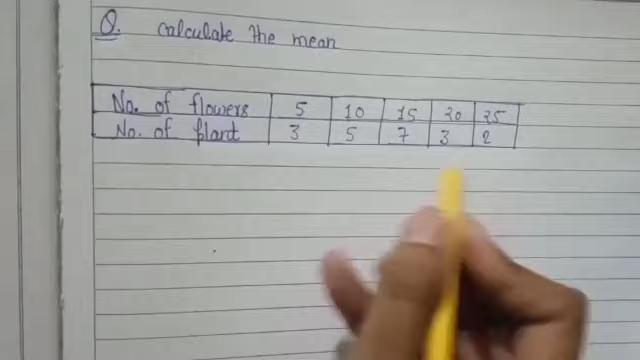 Q. calculate the mean
No. of flowers 5 10 15 20 25
No. of plant 3 5 7 3 2